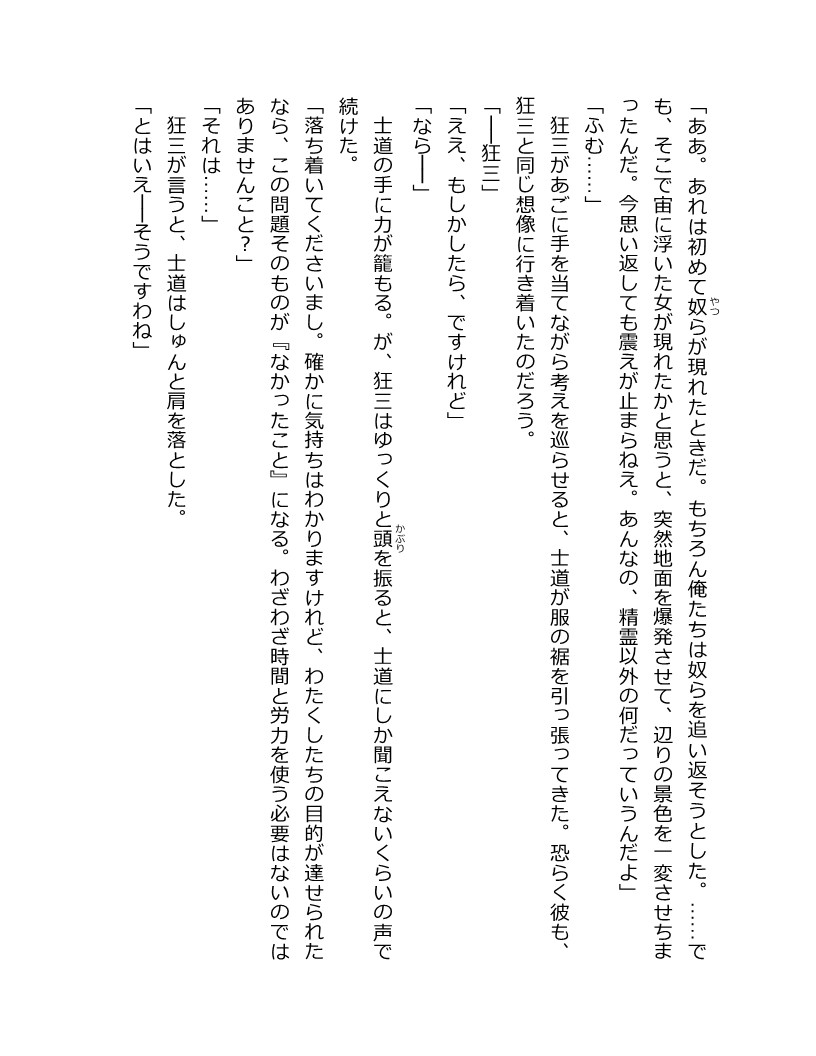 「ああ。あれは初めて奴らが現れたときだ。もちろん俺たちは奴らを追い返そうとした。……で
も、そこで宙に浮いた女が現れたかと思うと、突然地面を爆発させて、辺りの景色を一変させちま
ったんだ。今思い返しても震えが止まらねえ。あんなの、精霊以外の何だっていうんだよ」
「ふむ……」
　狂三があごに手を当てながら考えを巡らせると、士道が服の裾を引っ張ってきた。恐らく彼も、
狂三と同じ想像に行き着いたのだろう。
「──狂三」
「ええ、もしかしたら、ですけれど」
「なら──」
　士道の手に力が籠もる。が、狂三はゆっくりと頭を振ると、士道にしか聞こえないくらいの声で
続けた。
「落ち着いてくださいまし。確かに気持ちはわかりますけれど、わたくしたちの目的が達せられた
なら、この問題そのものが『なかったこと』になる。わざわざ時間と労力を使う必要はないのでは
ありませんこと？」
「それは……」
　狂三が言うと、士道はしゅんと肩を落とした。
「とはいえ──そうですわね」